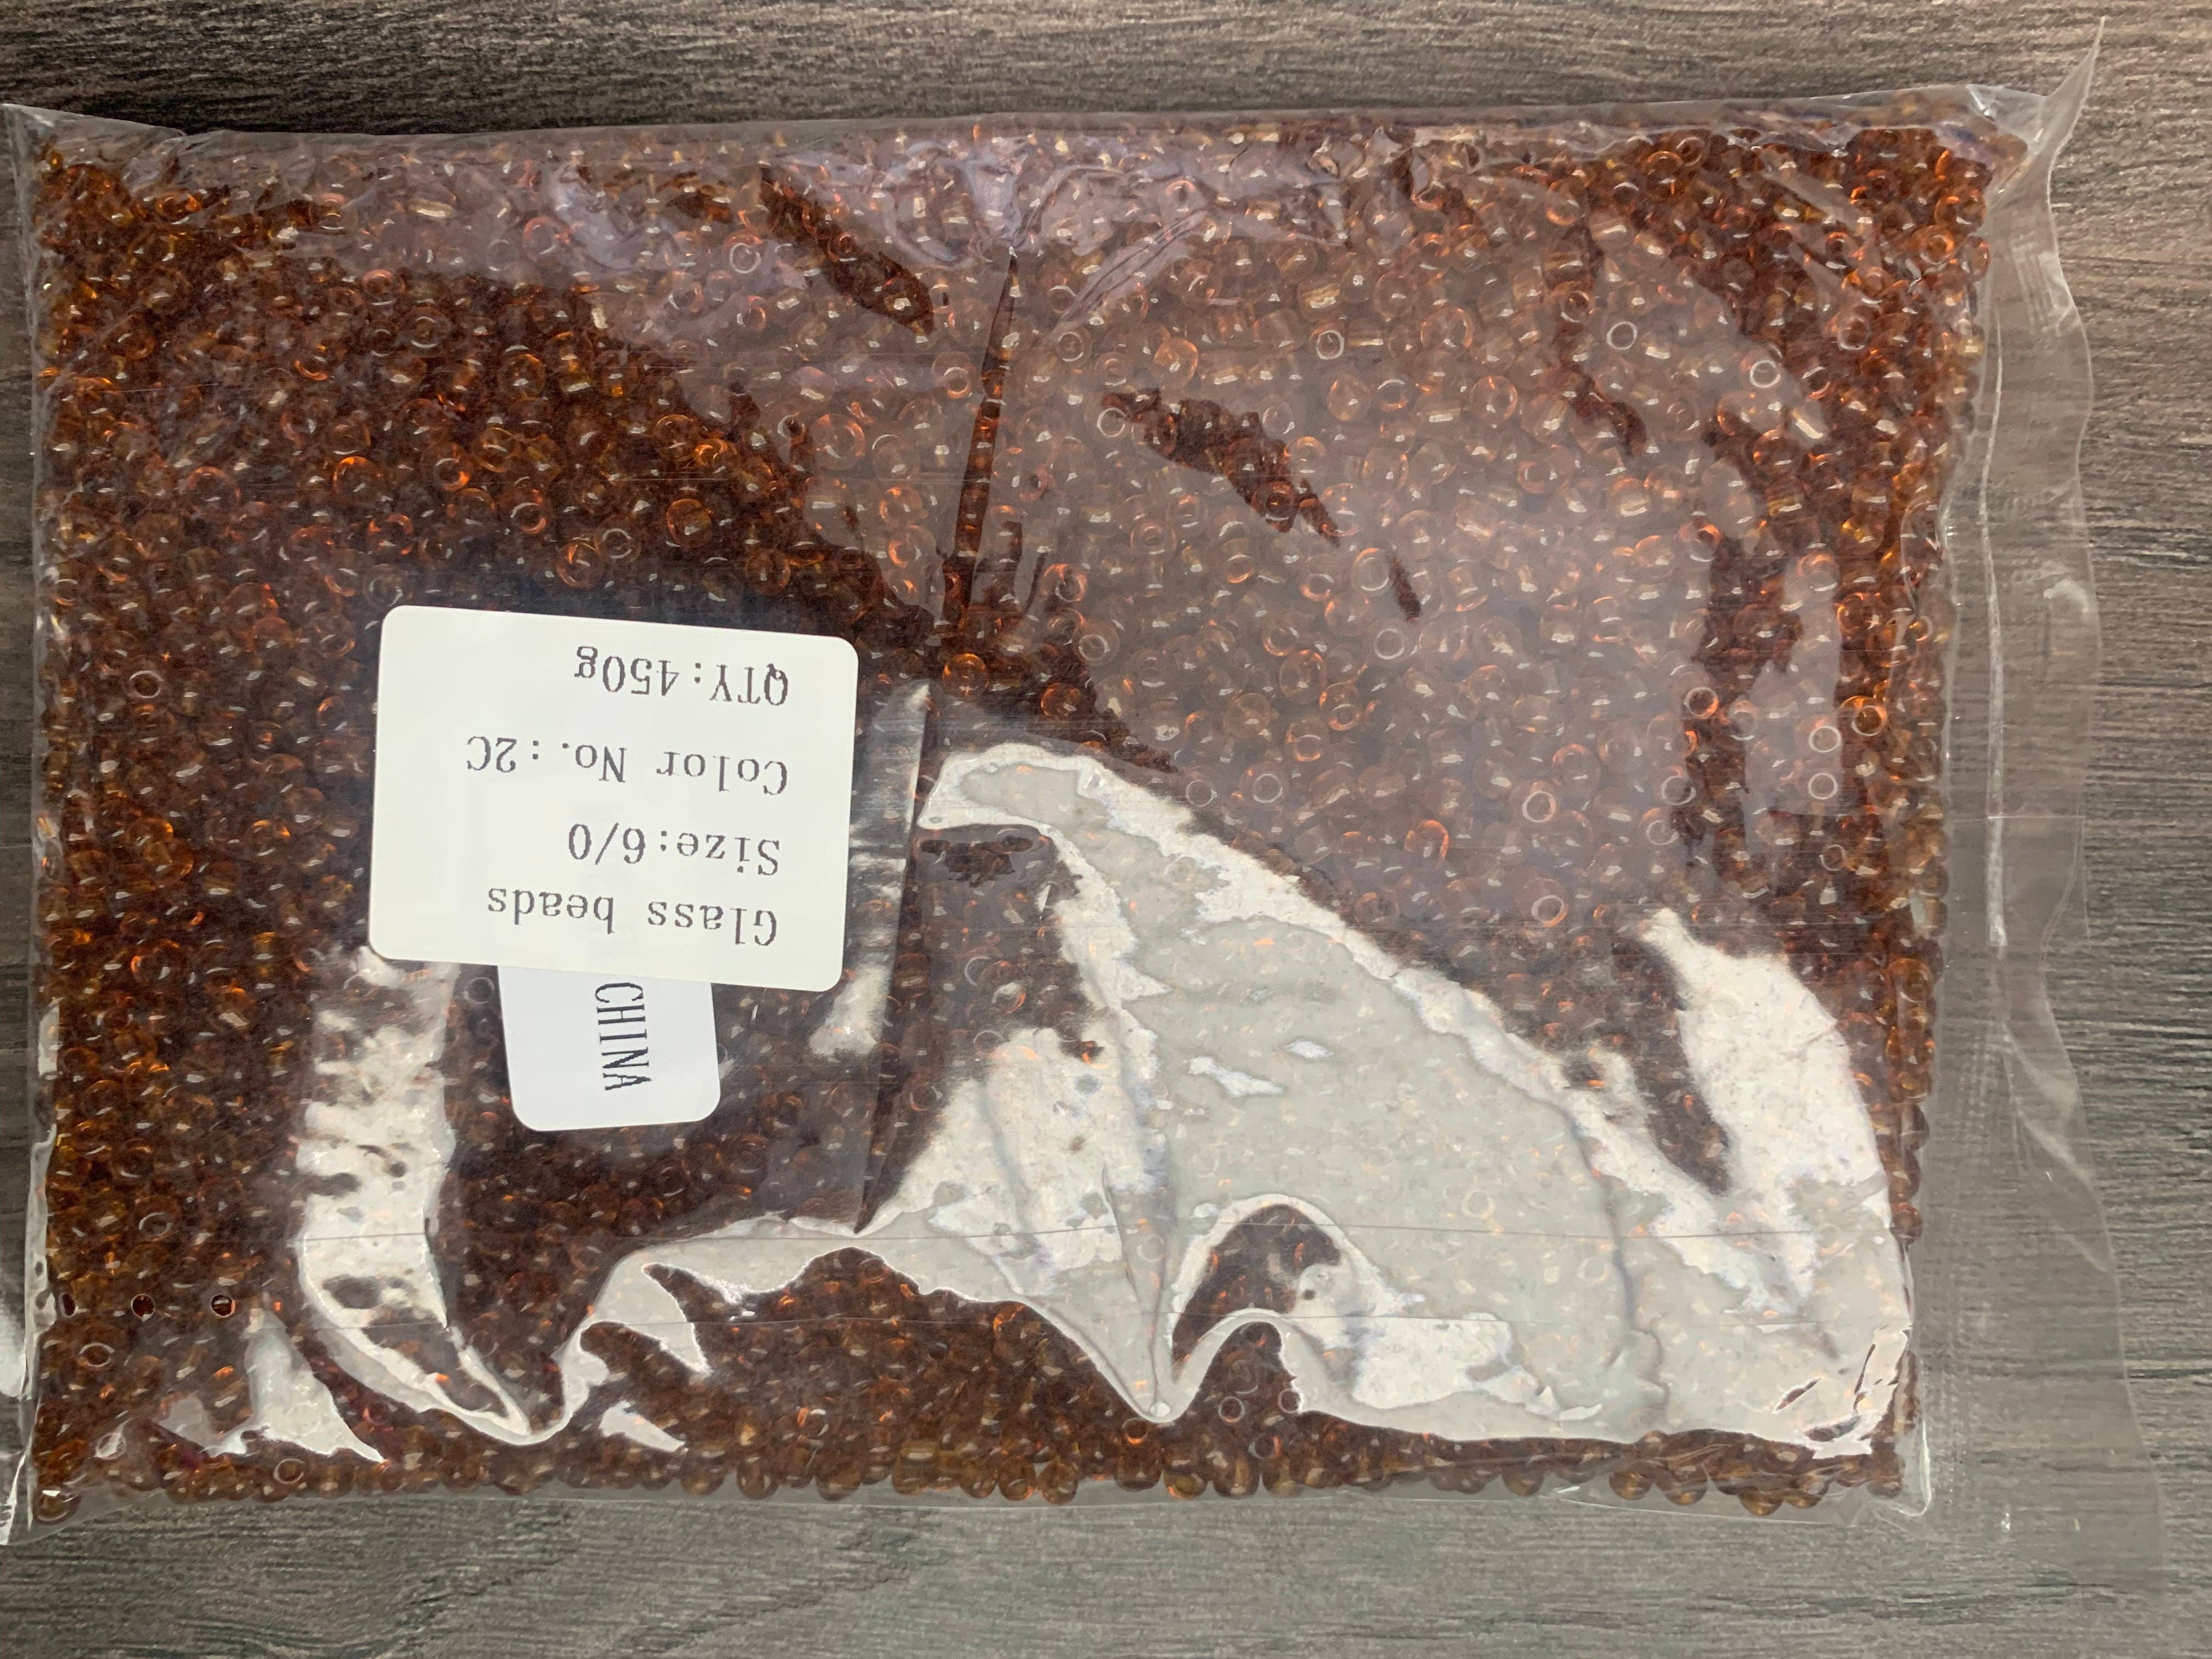 Glass beads
Size:6/0
Color No.:2C
QTY:450g
CHINA